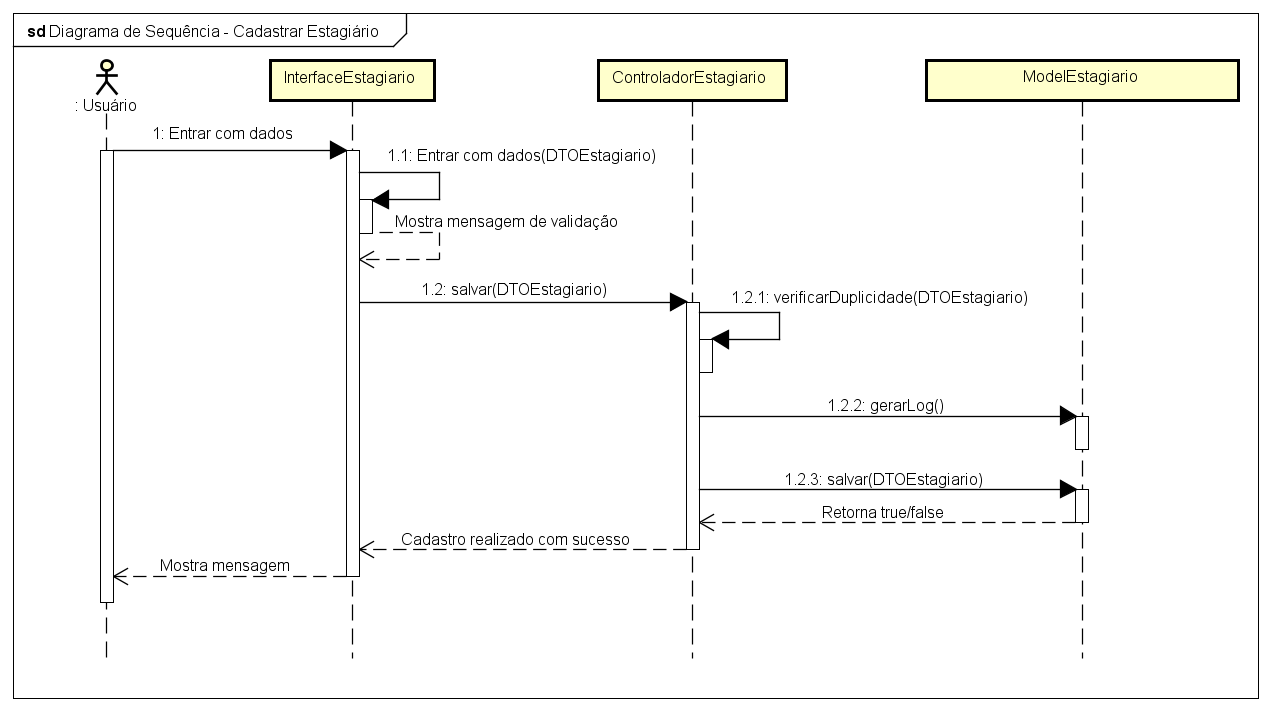 sd Diagrama de Sequência - Cadastrar Estagiário
: Usuário
InterfaceEstagiario
ControladorEstagiario
ModelEstagiario
1: Entrar com dados
1.1: Entrar com dados(DTOEstagiario)
Mostra mensagem de validação
1.2: salvar(DTOEstagiario)
1.2.1: verificarDuplicidade(DTOEstagiario)
1.2.2: gerarLog()
1.2.3: salvar(DTOEstagiario)
Retorna true/false
Cadastro realizado com sucesso
Mostra mensagem